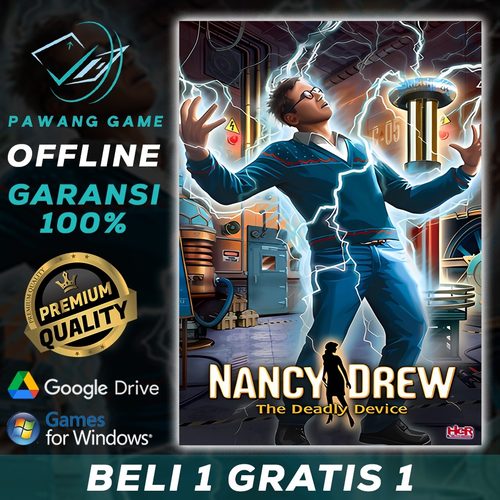 PAWANG GAME
OFFLINE
GARANSI
100%
PREMIUM
QUALITY
Google Drive
Games
for Windows®
NANCY DREW
The Deadly Device
HeR
BELI 1 GRATIS 1